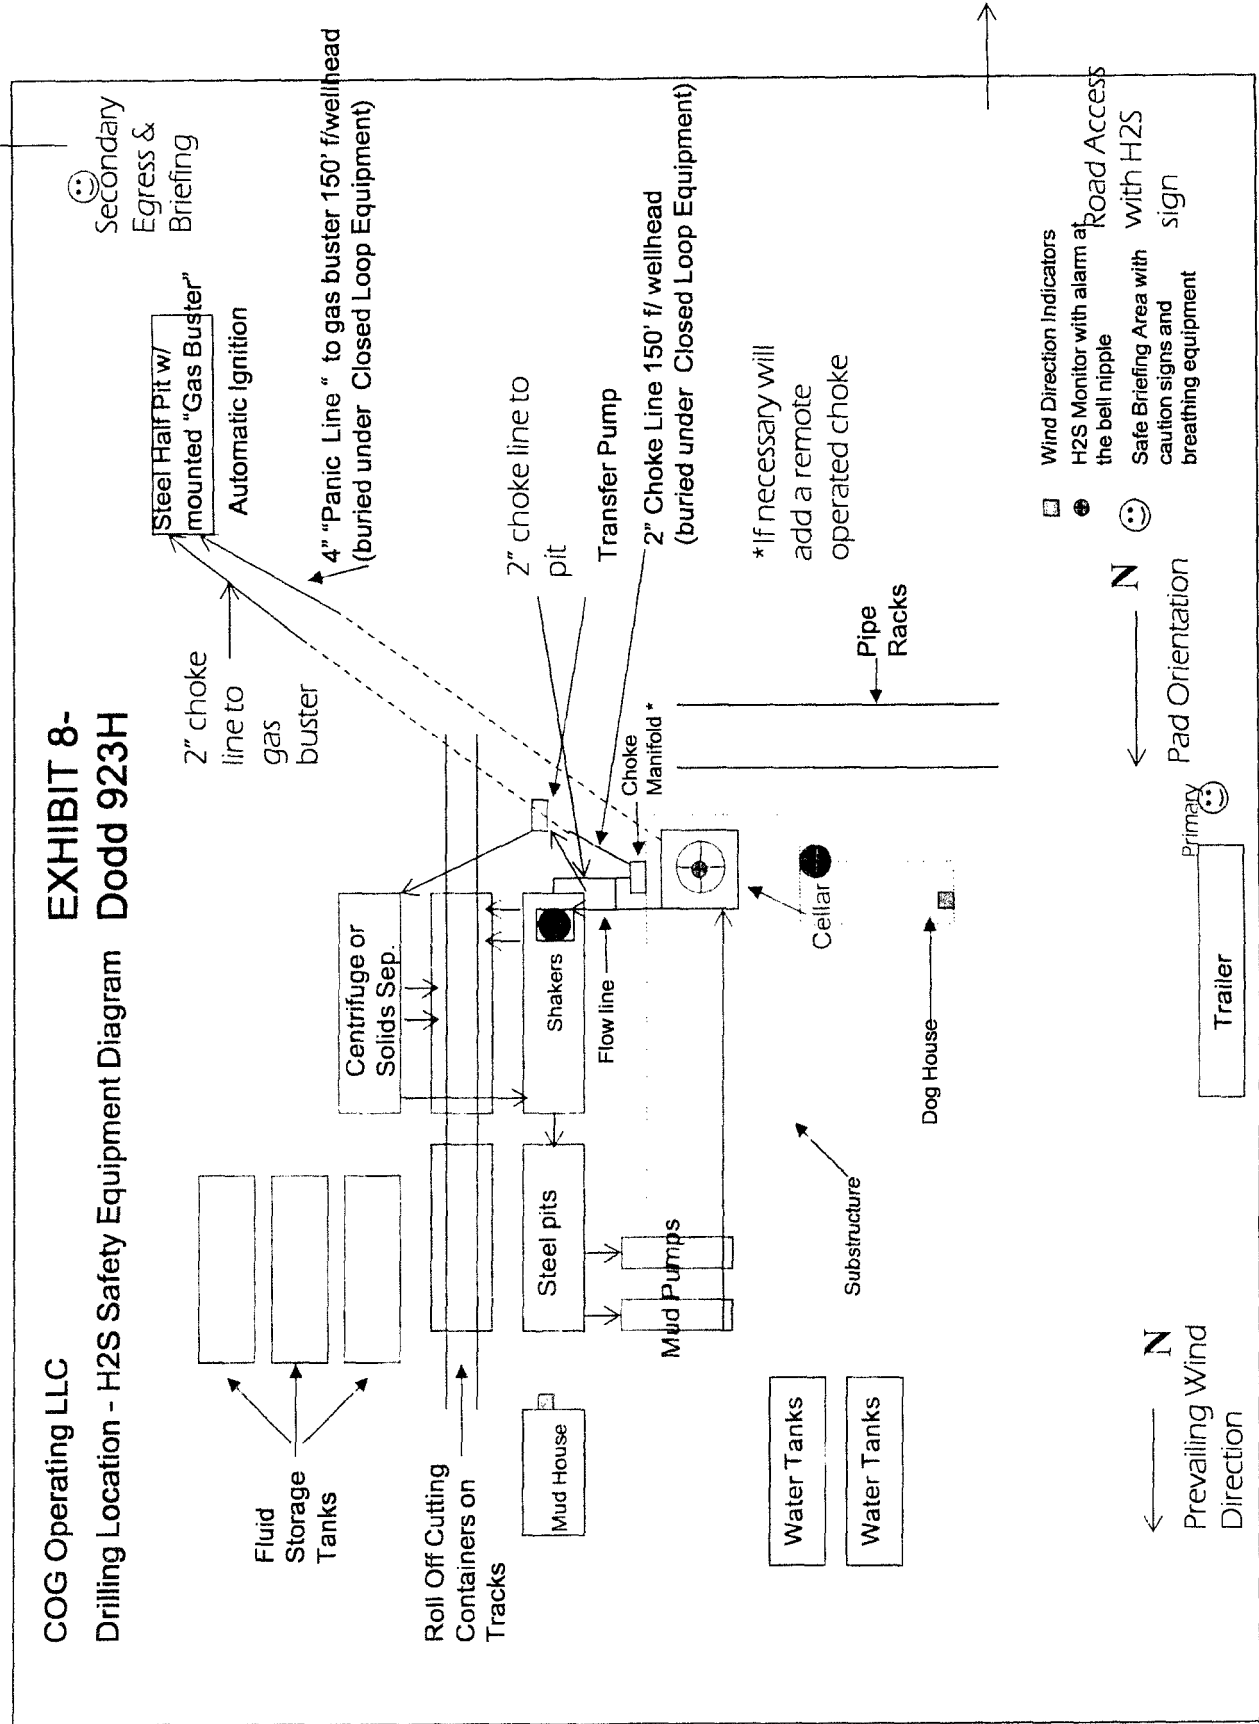 COG Operating LLC
EXHIBIT 8-
Drilling Location - H2S Safety Equipment Diagram
Dodd 923H
Secondary
Egress &
Briefing
Steel Half Pit w/
mounted “Gas Buster”
Automatic Ignition
4” “Panic Line “ to gas buster 150' f/wellhead
(buried under Closed Loop Equipment)
2” choke
line to
gas
buster
2” choke line to
pit
Transfer Pump
2” Choke Line 150' f/ wellhead
(buried under Closed Loop Equipment)
*If necessary will
add a remote
operated choke
Fluid
Storage
Tanks
Centrifuge or
Solids Sep.
Roll Off Cutting
Containers on
Tracks
Mud House
Steel pits
Shakers
Flow line
Choke
Manifold *
Mud Pumps
Cellar
Pipe
Racks
Water Tanks
Water Tanks
Substructure
Dog House
Trailer
Primary
Prevailing Wind
Direction
N
Pad Orientation
N
Wind Direction Indicators
H2S Monitor with alarm at
the bell nipple
Safe Briefing Area with
caution signs and
breathing equipment
Road Access
with H2S
sign